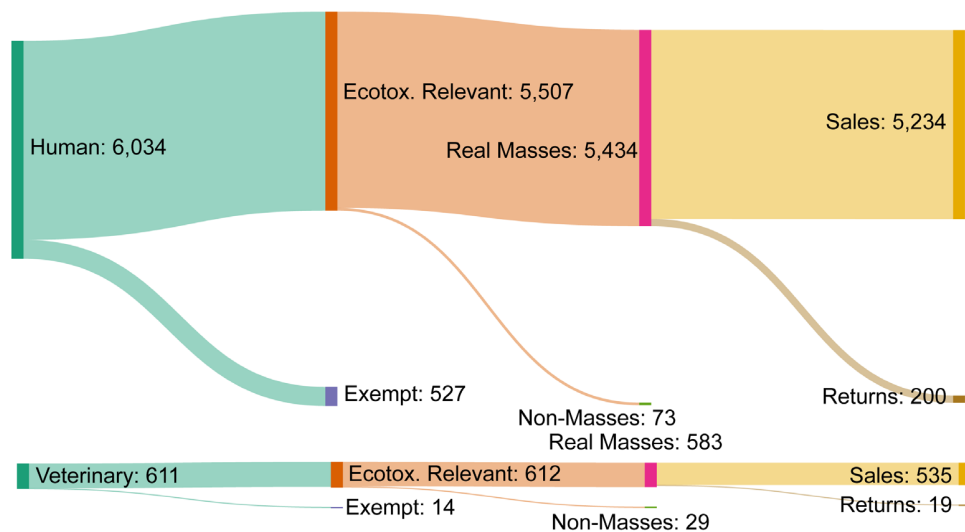 Ecotox. Relevant: 5,507
Sales: 5,234
Human: 6,034
Real Masses: 5,434
Exempt: 527
Returns: 200
Non-Masses: 73
Real Masses: 583
Veterinary: 611
Ecotox. Relevant: 612
Sales: 535
Exempt: 14
Returns: 19
Non-Masses: 29